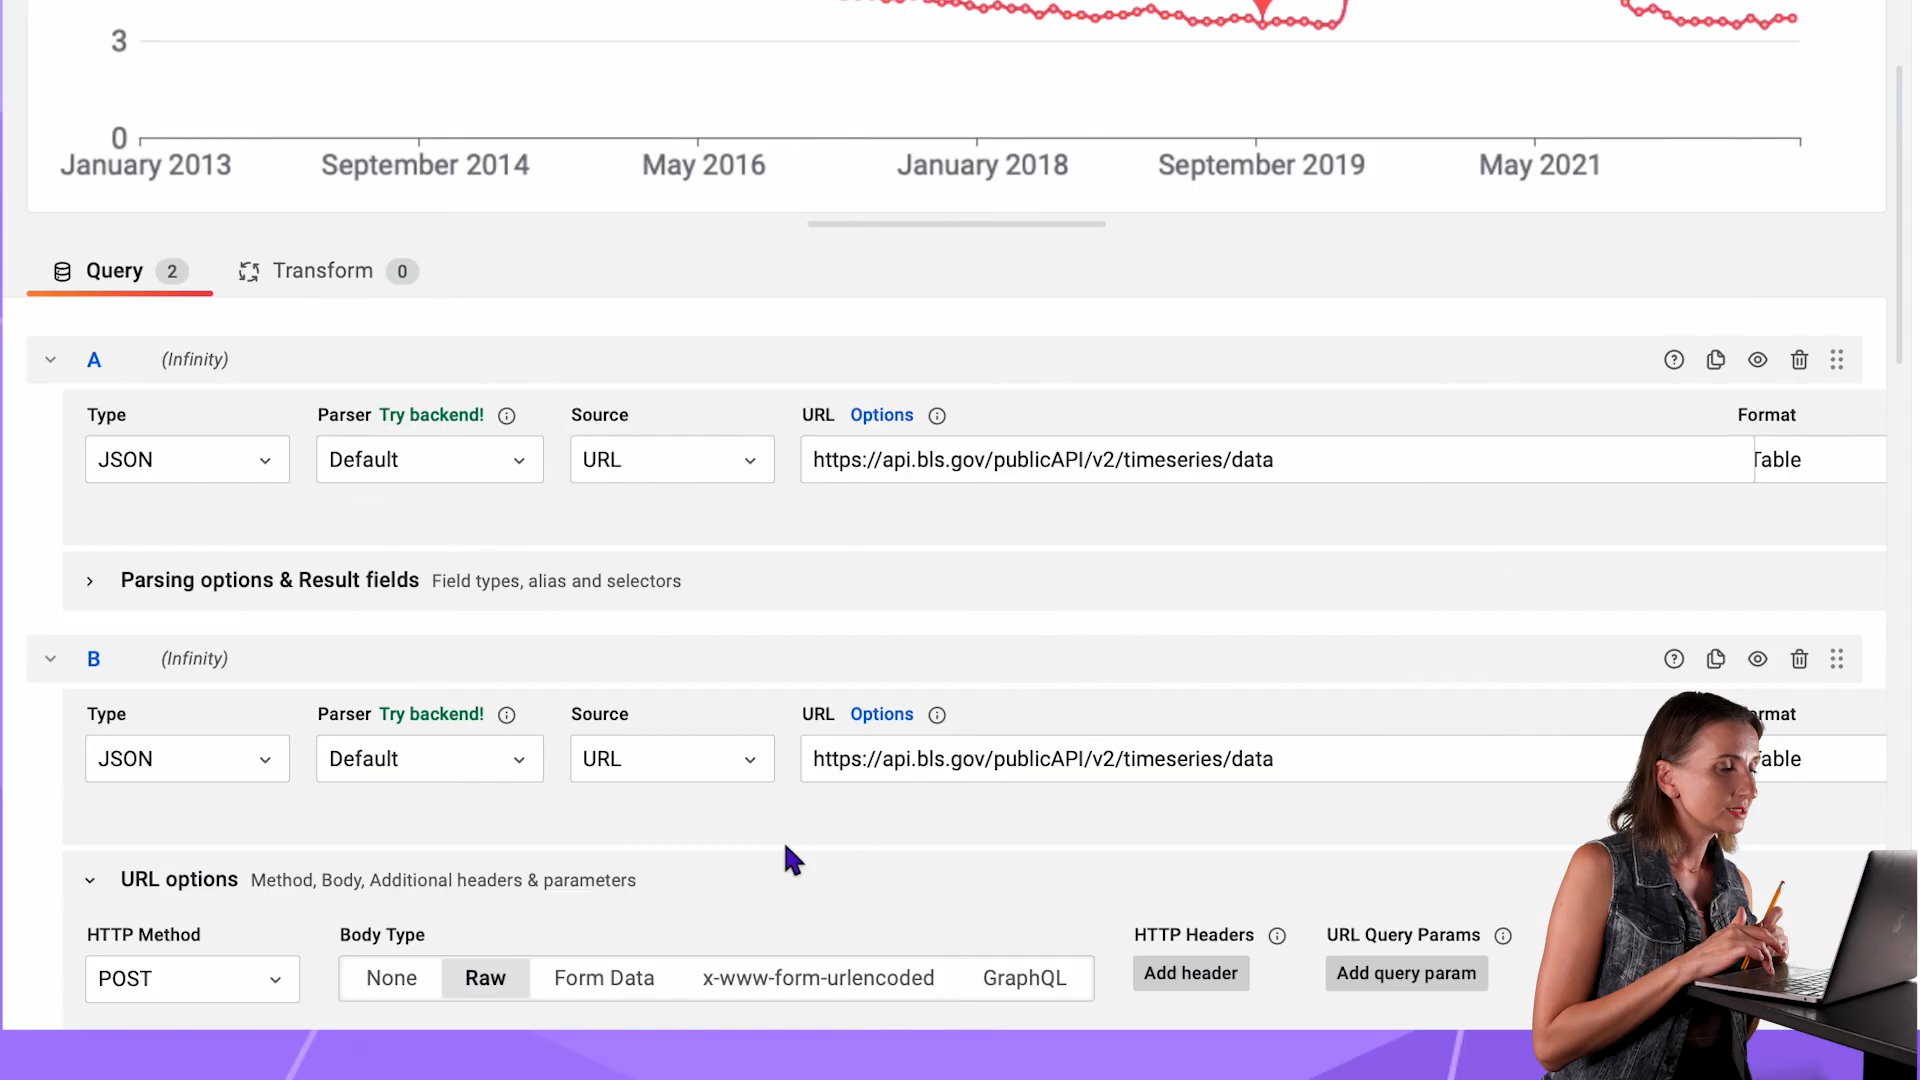 3
0
January 2013 September 2014 May 2016 January 2018 September 2019 May 2021
Query 2 Transform 0
A (Infinity)
Type Parser Try backend! Source URL Options Format
JSON Default URL https://api.bls.gov/publicAPI/v2/timeseries/data Table
Parsing options & Result fields Field types, alias and selectors
B (Infinity)
Type Parser Try backend! Source URL Options
JSON Default URL https://api.bls.gov/publicAPI/v2/timeseries/data
URL options Method, Body, Additional headers & parameters
HTTP Method Body Type HTTP Headers URL Query Params
POST None Raw Form Data x-www-form-urlencoded GraphQL Add header Add query param